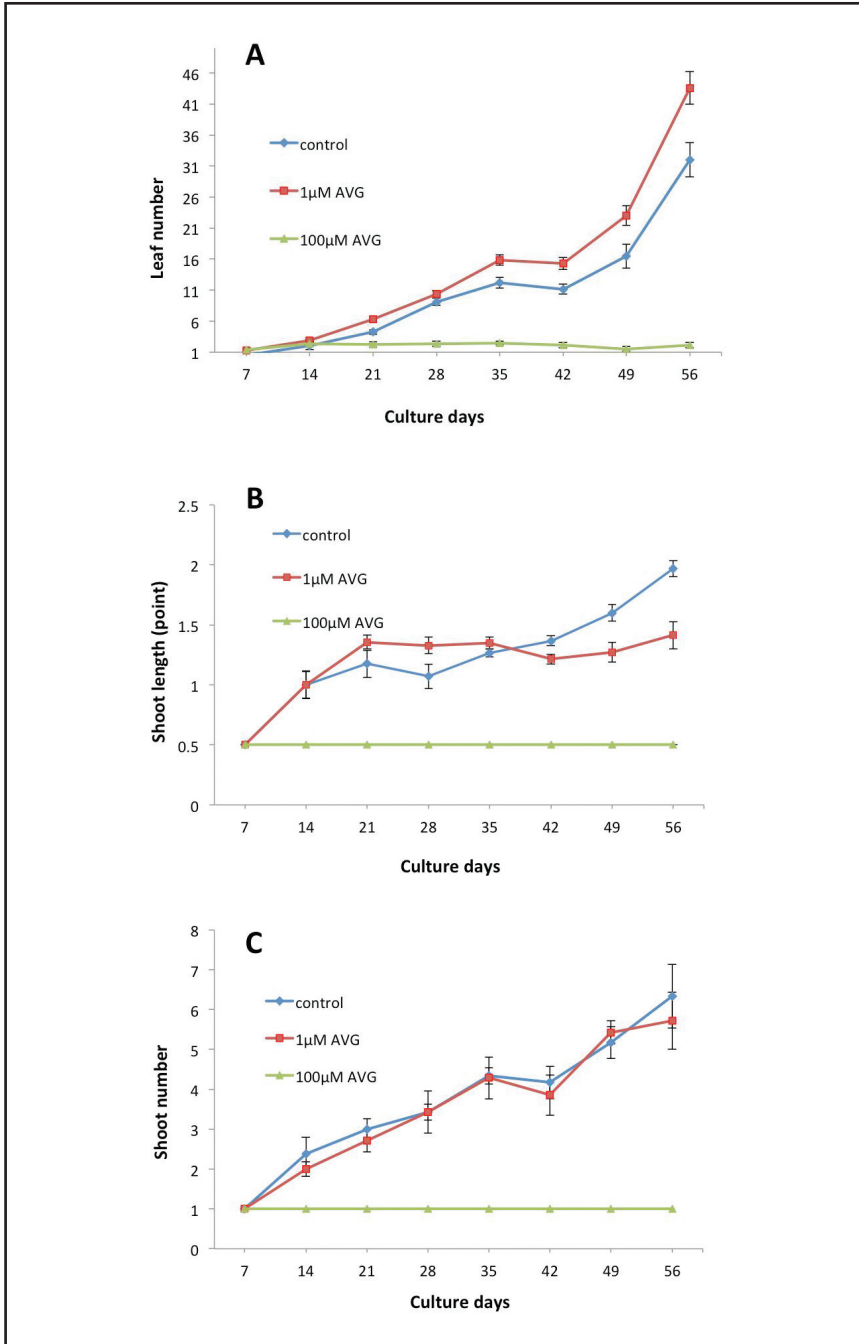 A
46
41
36
31
26
21
16
11
6
1
Leaf number
control
1μM AVG
100μM AVG
7 14 21 28 35 42 49 56
Culture days
B
2.5
2
1.5
1
0.5
0
Shoot length (point)
control
1μM AVG
100μM AVG
7 14 21 28 35 42 49 56
Culture days
C
8
7
6
5
4
3
2
1
0
Shoot number
control
1μM AVG
100μM AVG
7 14 21 28 35 42 49 56
Culture days